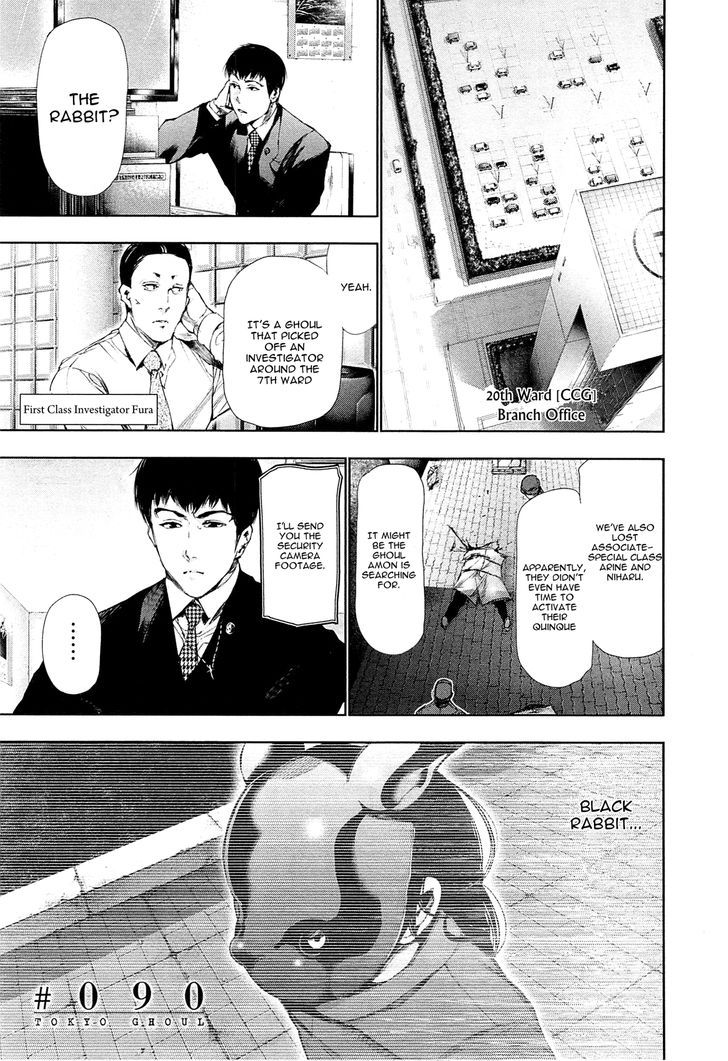 20th Ward [CCG]
Branch Office
THE
RABBIT?
YEAH.
IT'S A GHOUL
THAT PICKED
OFF AN
INVESTIGATOR
AROUND THE
7TH WARD
First Class Investigator Fura
WE'VE ALSO
LOST
ASSOCIATE-
SPECIAL CLASS
ARINE AND
NIHARU.
APPARENTLY,
THEY DIDN'T
EVEN HAVE
TIME TO
ACTIVATE
THEIR
QUINQUE
IT MIGHT
BE THE
GHOUL
AMON IS
SEARCHING
FOR.
I'LL SEND
YOU THE
SECURITY
CAMERA
FOOTAGE.
......
BLACK
RABBIT...
#090
TOKYO GHOUL